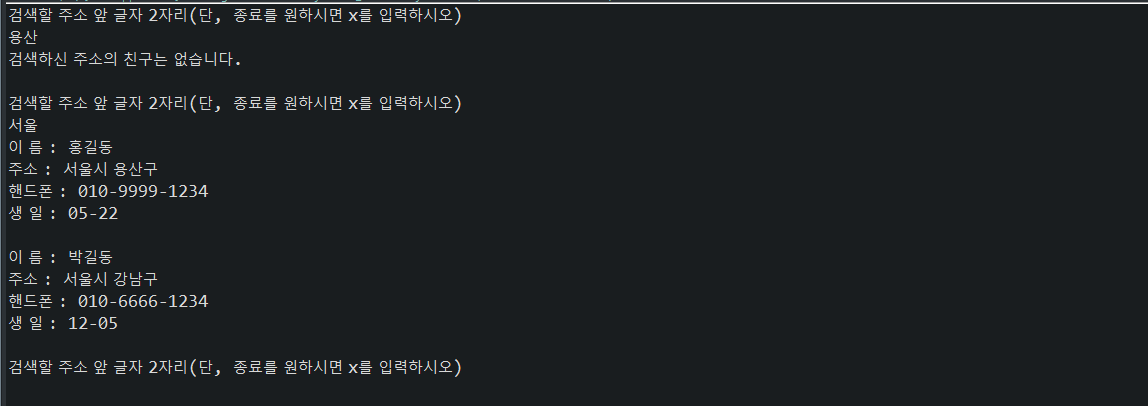 검색할 주소 앞 글자 2자리(단, 종료를 원하시면 x를 입력하시오)
용산
검색하신 주소의 친구는 없습니다.
검색할 주소 앞 글자 2자리(단, 종료를 원하시면 x를 입력하시오)
서울
이 름 : 홍길동
주소 : 서울시 용산구
핸드폰 : 010-9999-1234
생 일 : 05-22
이 름 : 박길동
주소 : 서울시 강남구
핸드폰 : 010-6666-1234
생 일 : 12-05
검색할 주소 앞 글자 2자리(단, 종료를 원하시면 x를 입력하시오)